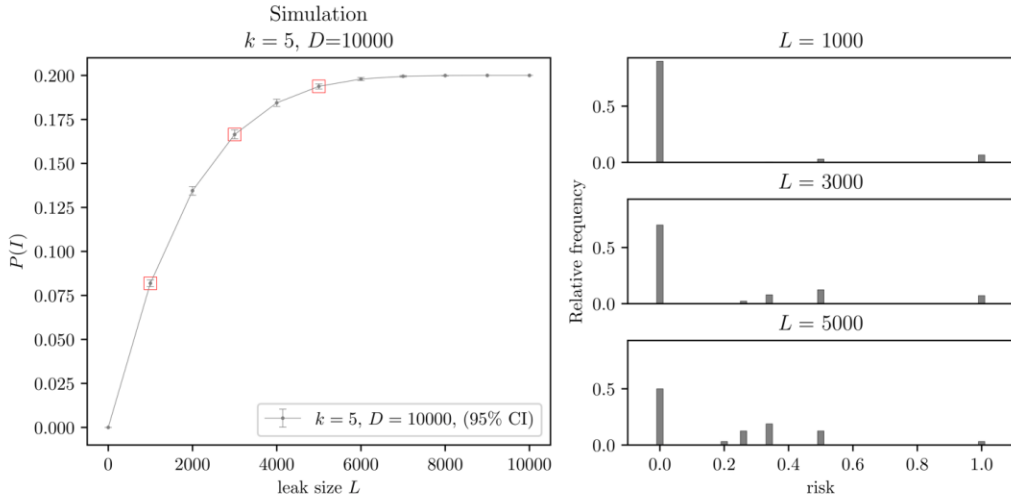 Simulation
k = 5, D=10000
0.200
0.175
0.150
0.125
0.100
0.075
0.050
0.025
0.000
P(I)
k = 5, D = 10000, (95% CI)
0 2000 4000 6000 8000 10000
leak size L
L = 1000
0.5
0.0
L = 3000
0.5
0.0
L = 5000
0.5
0.0
Relative frequency
0.0 0.2 0.4 0.6 0.8 1.0
risk